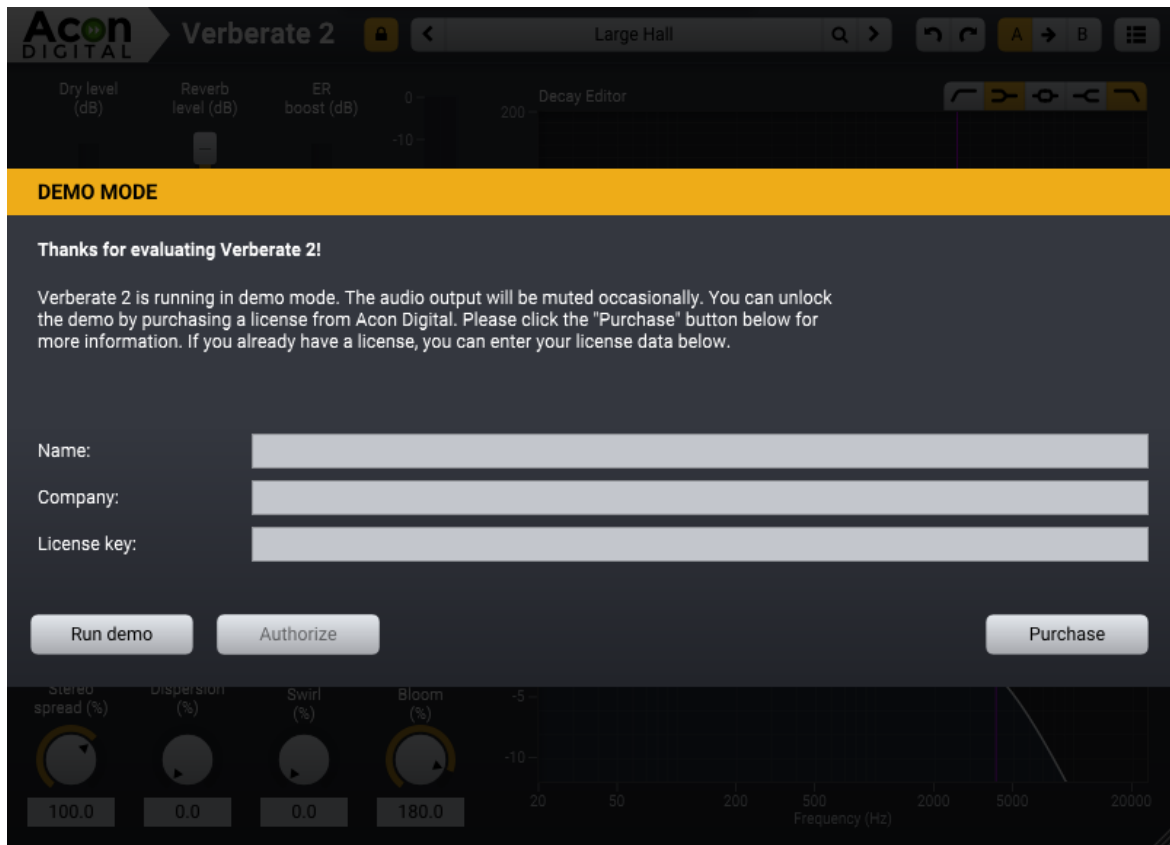 Acon
DIGITAL
Verberate 2
Large Hall
A
B
Dry level
(dB)
Reverb
level (dB)
ER
boost (dB)
0
-10
200
Decay Editor
DEMO MODE
Thanks for evaluating Verberate 2!
Verberate 2 is running in demo mode. The audio output will be muted occasionally. You can unlock
the demo by purchasing a license from Acon Digital. Please click the "Purchase" button below for
more information. If you already have a license, you can enter your license data below.
Name:
Company:
License key:
Run demo
Authorize
Purchase
Stereo
spread (%)
Dispersion
(%)
Swirl
(%)
Bloom
(%)
-5
-10
100.0
0.0
0.0
180.0
20
50
200
500
2000
5000
20000
Frequency (Hz)